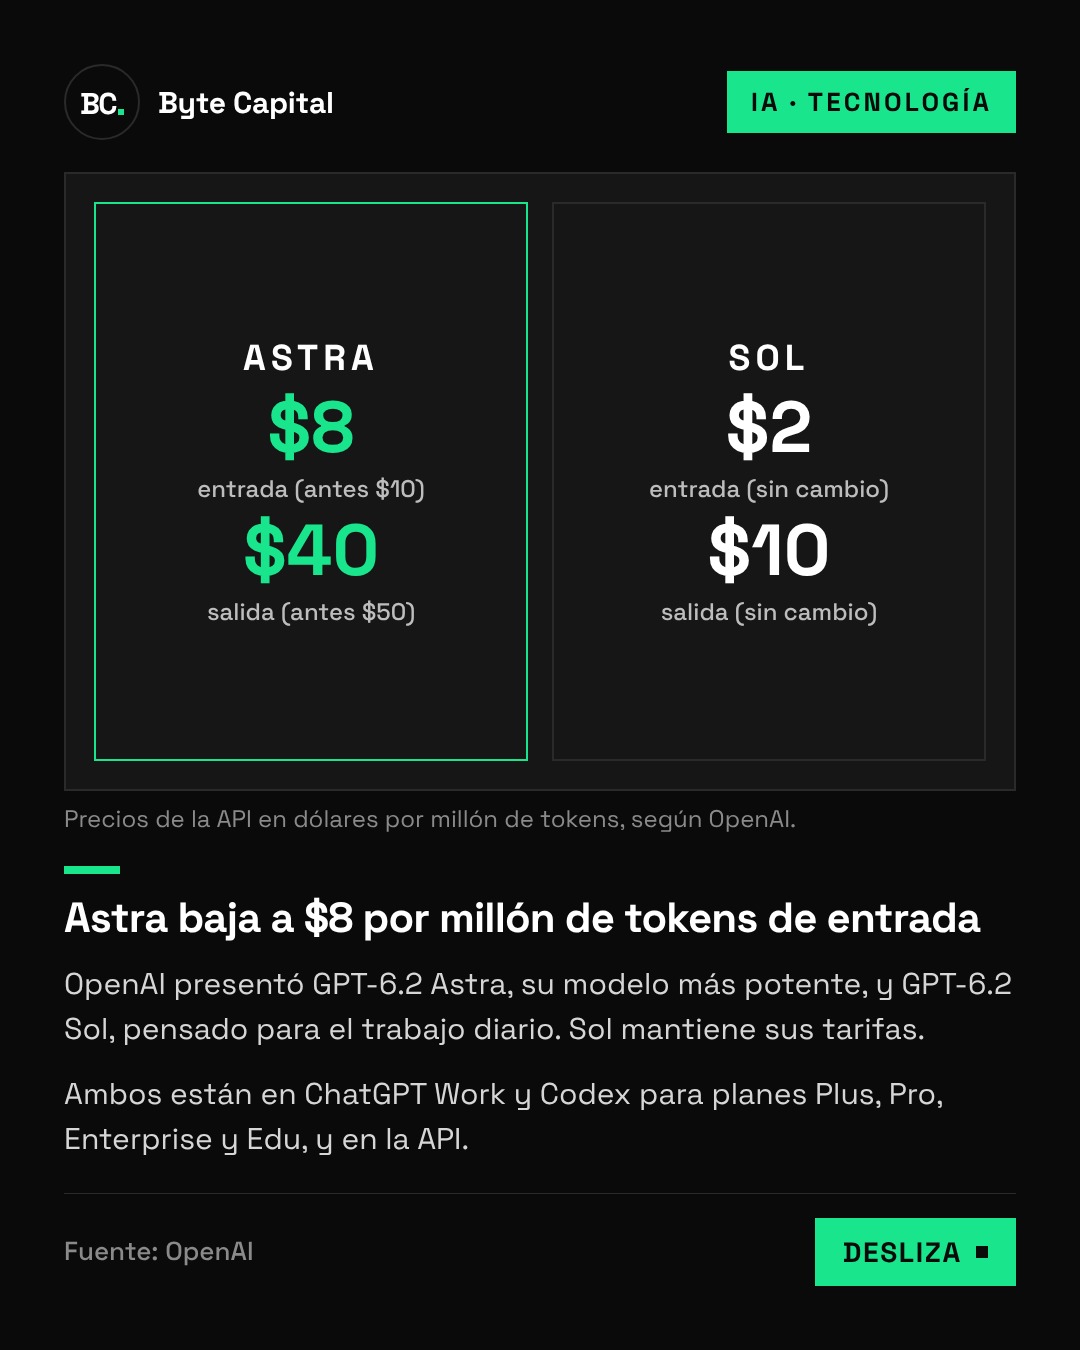 BC.
Byte Capital
IA · TECNOLOGÍA
ASTRA
$8
entrada (antes $10)
$40
salida (antes $50)
SOL
$2
entrada (sin cambio)
$10
salida (sin cambio)
Precios de la API en dólares por millón de tokens, según OpenAI.
Astra baja a $8 por millón de tokens de entrada
OpenAI presentó GPT-6.2 Astra, su modelo más potente, y GPT-6.2
Sol, pensado para el trabajo diario. Sol mantiene sus tarifas.
Ambos están en ChatGPT Work y Codex para planes Plus, Pro,
Enterprise y Edu, y en la API.
Fuente: OpenAI
DESLIZA